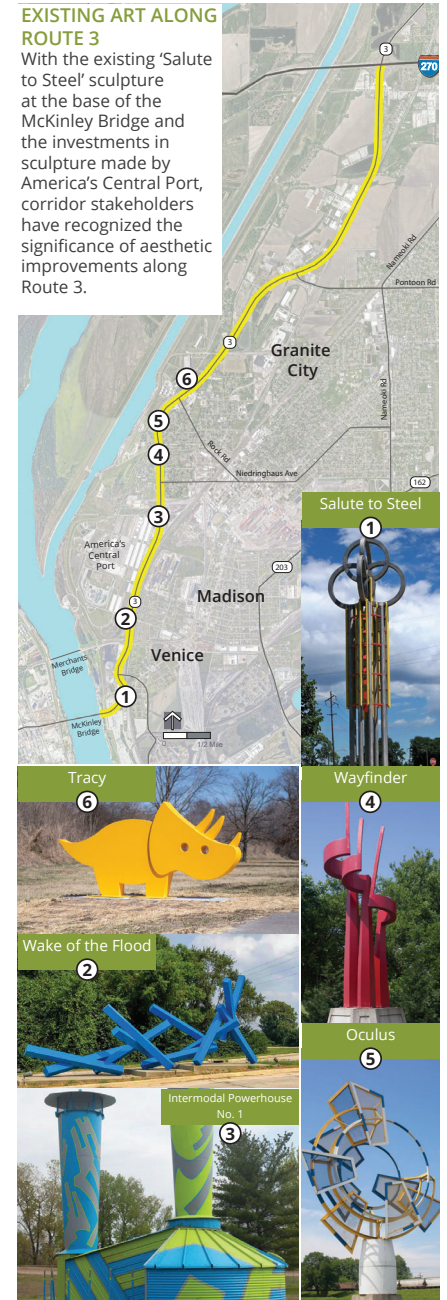 EXISTING ART ALONG
ROUTE 3
With the existing ‘Salute
to Steel’ sculpture
at the base of the
McKinley Bridge and
the investments in
sculpture made by
America’s Central Port,
corridor stakeholders
have recognized the
significance of aesthetic
improvements along
Route 3.
3
270
Nameoki Rd
Pontoon Rd
3
Granite
City
6
Nameoki Rd
5
Rock Rd
4
Niedringhaus Ave
162
3
America's
Central
Port
203
3
Madison
2
Venice
Merchants
Bridge
1
McKinley
Bridge
0
1/2 Mile
Salute to Steel
1
Tracy
6
Wayfinder
4
Wake of the Flood
2
Oculus
5
Intermodal Powerhouse
No. 1
3